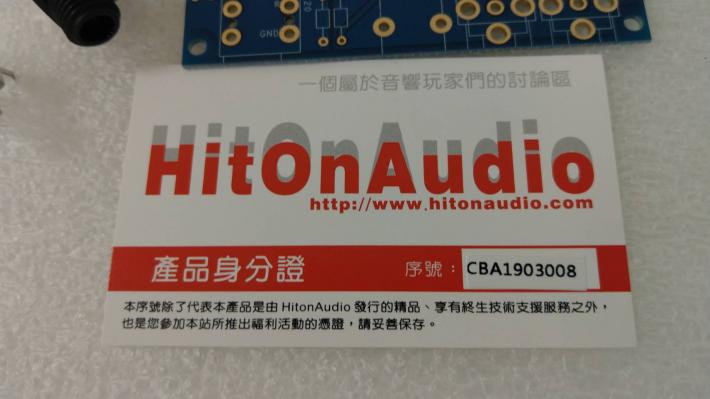 20
GND
一個屬於音響玩家們的討論區
HitOnAudio
http://www.hitonaudio.com
產品身分證
序號：CBA1903008
本序號除了代表本產品是由 HitonAudio 發行的精品、享有終生技術支援服務之外，
也是您參加本站所推出福利活動的憑證，請妥善保存。